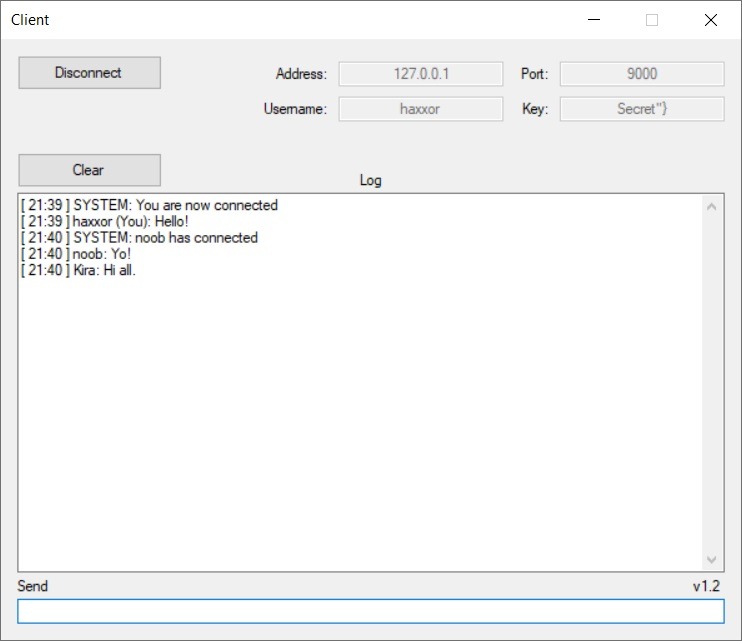 Client
Disconnect
Address: 127.0.0.1 Port: 9000
Username: haxxor Key: Secret"}
Clear
Log
[ 21:39 ] SYSTEM: You are now connected
[ 21:39 ] haxxor (You): Hello!
[ 21:40 ] SYSTEM: noob has connected
[ 21:40 ] noob: Yo!
[ 21:40 ] Kira: Hi all.
Send v1.2